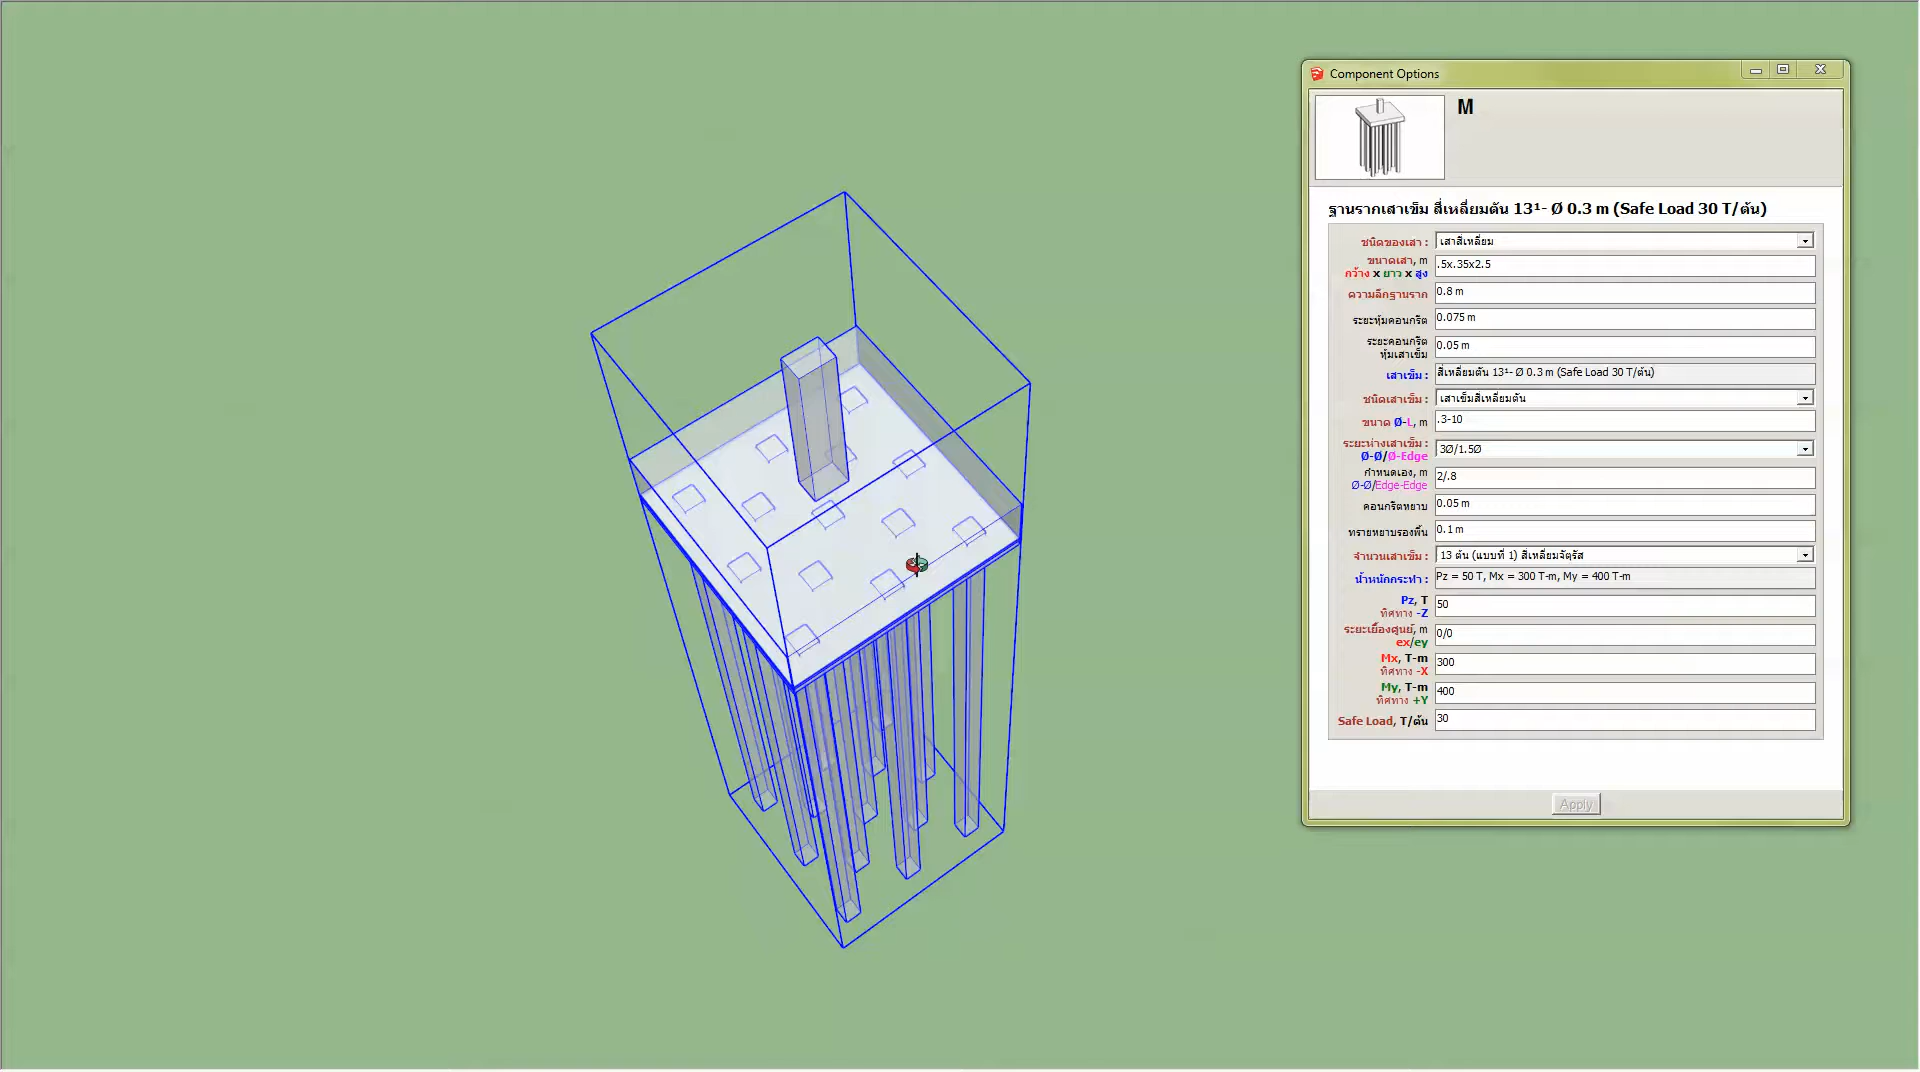 Component Options
M
ฐานรากเสาเข็ม สี่เหลี่ยมตัน 13¹- Ø 0.3 m (Safe Load 30 T/ต้น)
ชนิดของเสา : เสาสี่เหลี่ยม
ขนาดเสา, m
กว้าง x ยาว x สูง
.5x.35x2.5
ความลึกฐานราก 0.8 m
ระยะหุ้มคอนกรีต 0.075 m
ระยะคอนกรีต
หุ้มเสาเข็ม
0.05 m
เสาเข็ม : สี่เหลี่ยมตัน 13¹- Ø 0.3 m (Safe Load 30 T/ต้น)
ชนิดเสาเข็ม : เสาเข็มสี่เหลี่ยมตัน
ขนาด Ø-L, m .3-10
ระยะห่างเสาเข็ม :
Ø-Ø/Ø-Edge
3Ø/1.5Ø
กำหนดเอง, m
Ø-Ø/Edge-Edge
2/.8
คอนกรีตหยาบ 0.05 m
ทรายหยาบรองพื้น 0.1 m
จำนวนเสาเข็ม : 13 ต้น (แบบที่ 1) สี่เหลี่ยมจัตุรัส
น้ำหนักกระทำ : Pz = 50 T, Mx = 300 T-m, My = 400 T-m
Pz, T
ทิศทาง -Z
50
ระยะเยื้องศูนย์, m
ex/ey
0/0
Mx, T-m
ทิศทาง -X
300
My, T-m
ทิศทาง +Y
400
Safe Load, T/ต้น 30
Apply